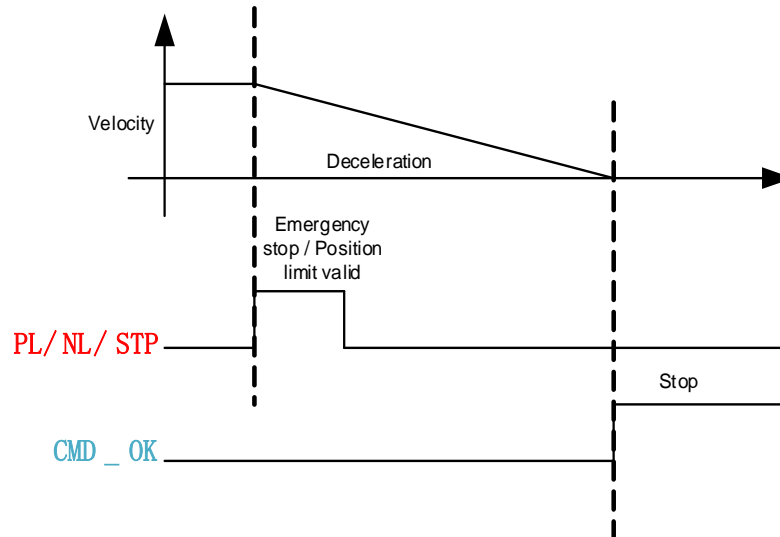 Velocity
Deceleration
Emergency
stop / Position
limit valid
PL/ NL/ STP
Stop
CMD _ OK